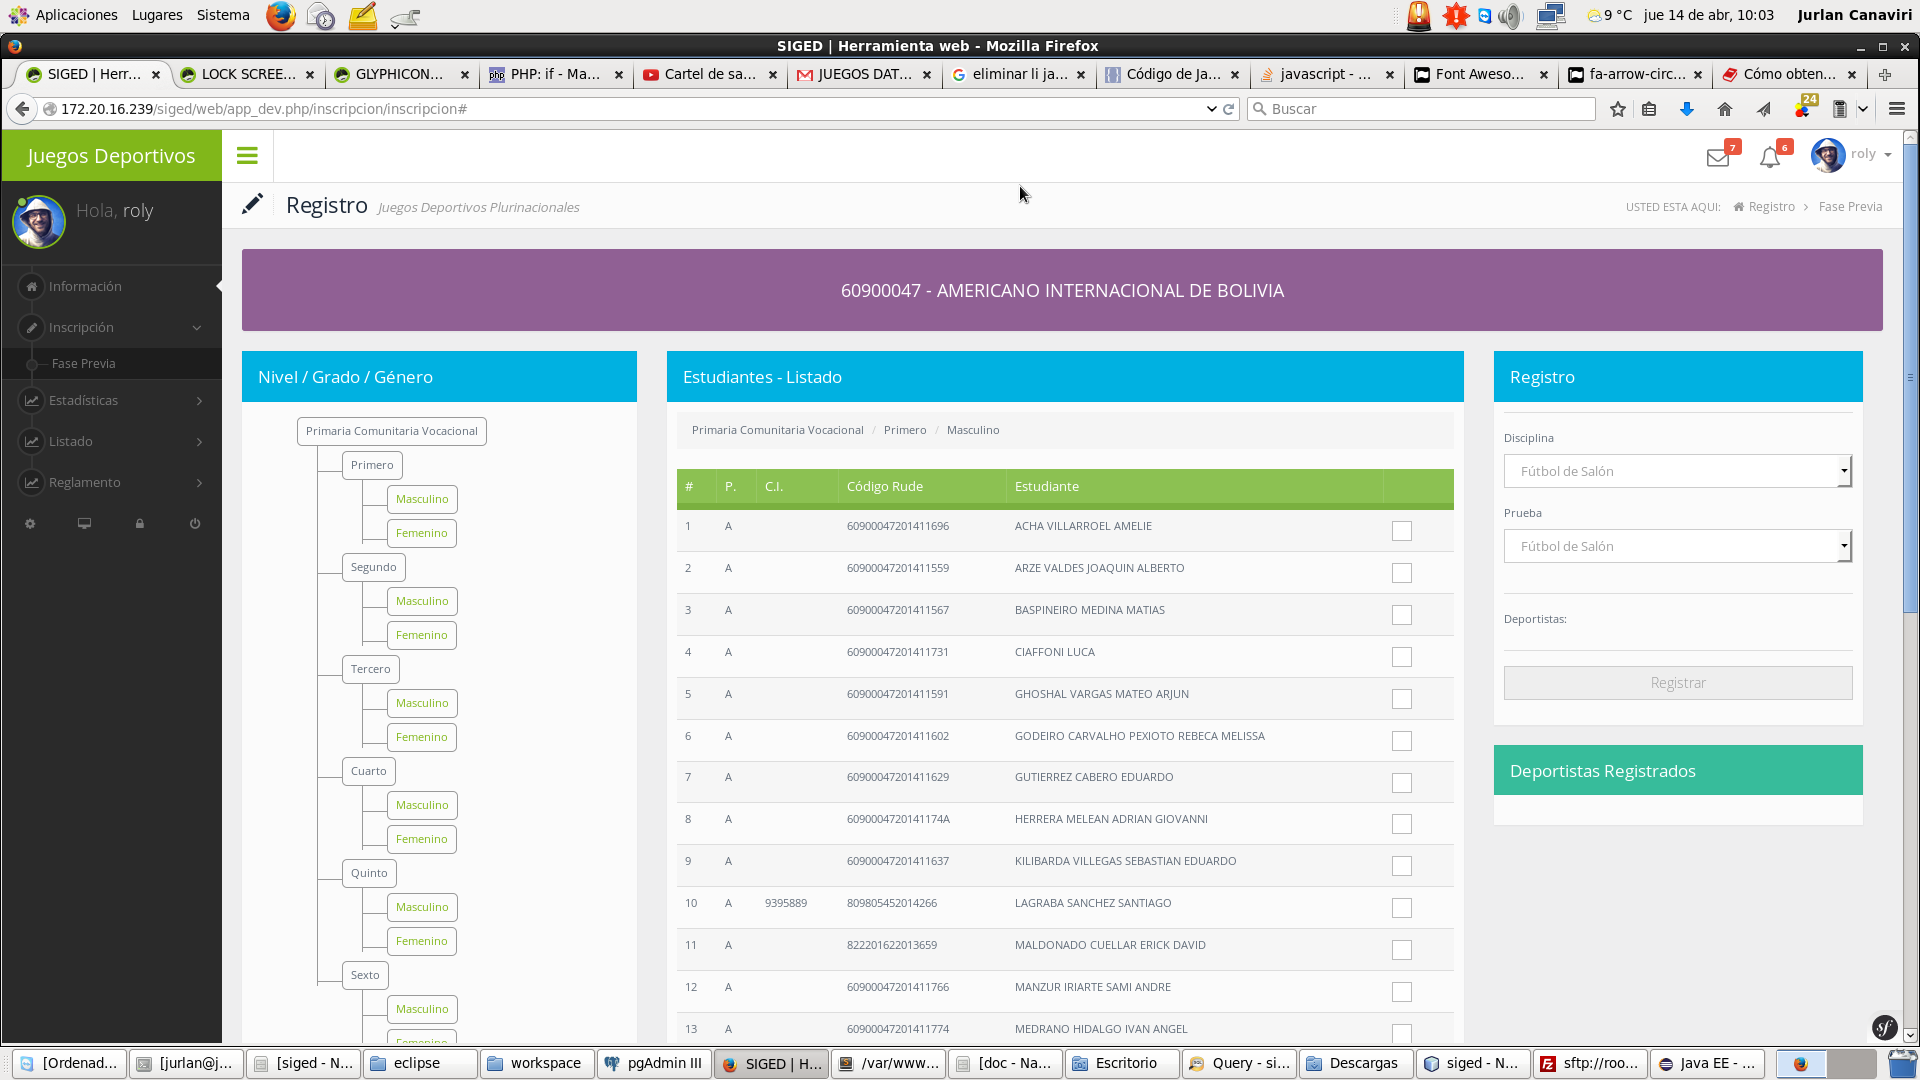 Aplicaciones Lugares Sistema
9 °C jue 14 de abr, 10:03 Jurlan Canaviri
SIGED | Herramienta web - Mozilla Firefox
SIGED | Herr... LOCK SCREE... GLYPHICON... PHP: if - Ma... Cartel de sa... JUEGOS DAT... eliminar li ja... Código de Ja... javascript - ... Font Aweso... fa-arrow-circ... Cómo obten...
172.20.16.239/siged/web/app_dev.php/inscripcion/inscripcion#
Buscar
24
Juegos Deportivos
7
6
roly
Hola, roly
Información
Inscripción
Fase Previa
Estadísticas
Listado
Reglamento
Registro Juegos Deportivos Plurinacionales
USTED ESTA AQUI: Registro Fase Previa
60900047 - AMERICANO INTERNACIONAL DE BOLIVIA
Nivel / Grado / Género
Primaria Comunitaria Vocacional
Primero
Masculino
Femenino
Segundo
Masculino
Femenino
Tercero
Masculino
Femenino
Cuarto
Masculino
Femenino
Quinto
Masculino
Femenino
Sexto
Masculino
Femenino
Estudiantes - Listado
Primaria Comunitaria Vocacional / Primero / Masculino
# P. C.I. Código Rude Estudiante
1 A 60900047201411696 ACHA VILLARROEL AMELIE
2 A 60900047201411559 ARZE VALDES JOAQUIN ALBERTO
3 A 60900047201411567 BASPINEIRO MEDINA MATIAS
4 A 60900047201411731 CIAFFONI LUCA
5 A 60900047201411591 GHOSHAL VARGAS MATEO ARJUN
6 A 60900047201411602 GODEIRO CARVALHO PEXIOTO REBECA MELISSA
7 A 60900047201411629 GUTIERREZ CABERO EDUARDO
8 A 6090004720141174A HERRERA MELEAN ADRIAN GIOVANNI
9 A 60900047201411637 KILIBARDA VILLEGAS SEBASTIAN EDUARDO
10 A 9395889 809805452014266 LAGRABA SANCHEZ SANTIAGO
11 A 822201622013659 MALDONADO CUELLAR ERICK DAVID
12 A 60900047201411766 MANZUR IRIARTE SAMI ANDRE
13 A 60900047201411774 MEDRANO HIDALGO IVAN ANGEL
Registro
Disciplina
Fútbol de Salón
Prueba
Fútbol de Salón
Deportistas:
Registrar
Deportistas Registrados
sf
[Ordenad... [jurlan@j... [siged - N... eclipse workspace pgAdmin III SIGED | H... /var/www... [doc - Na... Escritorio Query - si... Descargas siged - N... sftp://roo... Java EE - ...